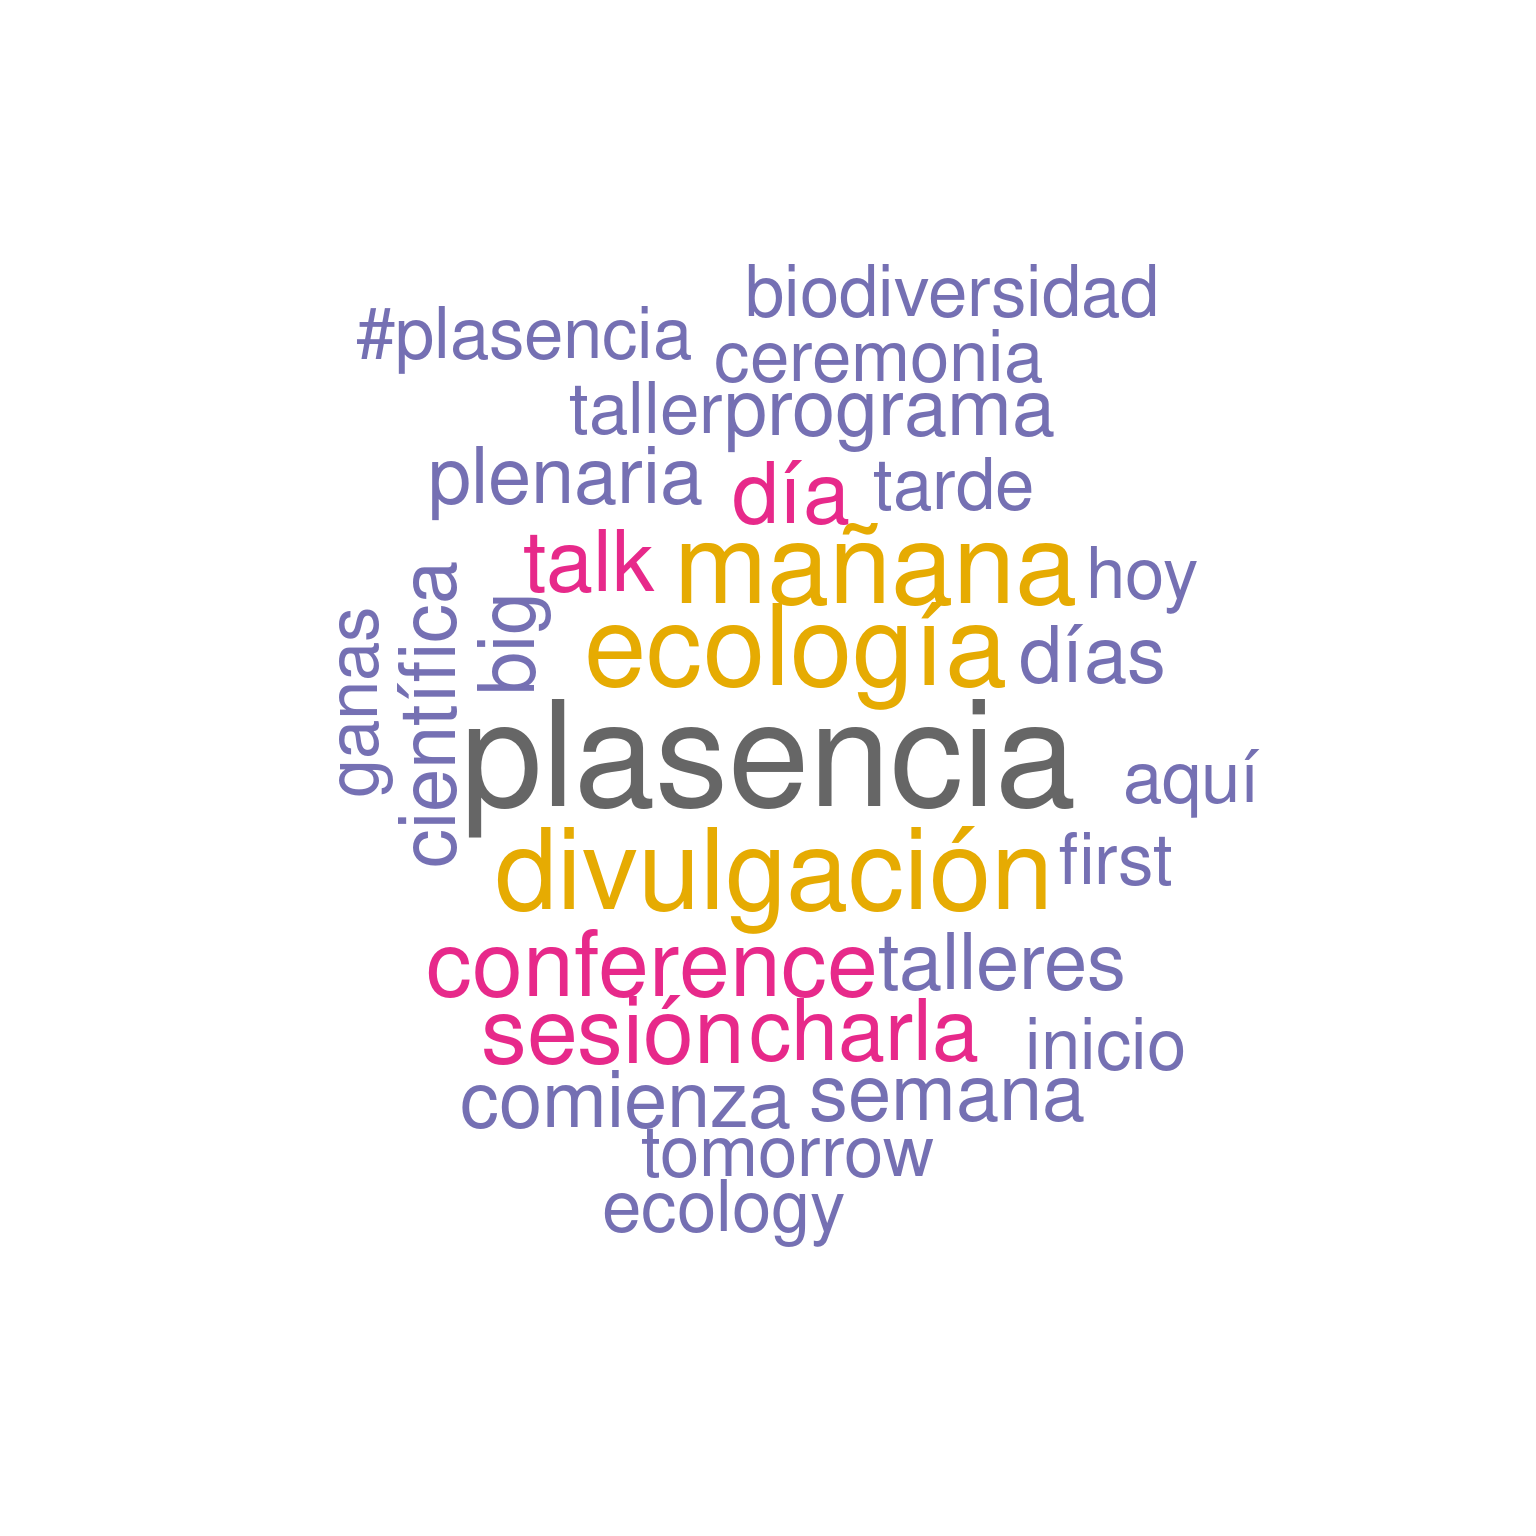 biodiversidad
#plasencia
ceremonia
taller programa
plenaria día tarde
talk mañana hoy
ganas
científica
big
ecología días
plasencia
aquí
divulgación first
conference talleres
sesión charla inicio
comienza semana
tomorrow
ecology